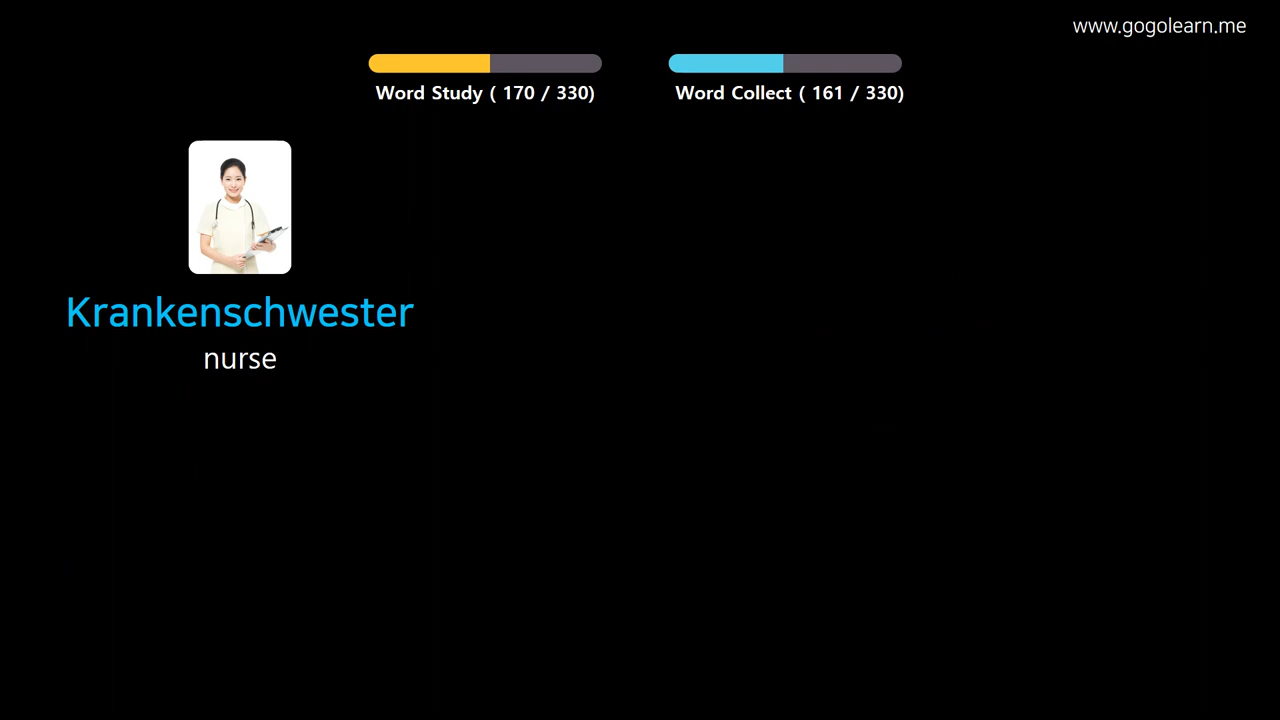 www.gogolearn.me
Word Study ( 170 / 330)
Word Collect ( 161 / 330)
Krankenschwester
nurse